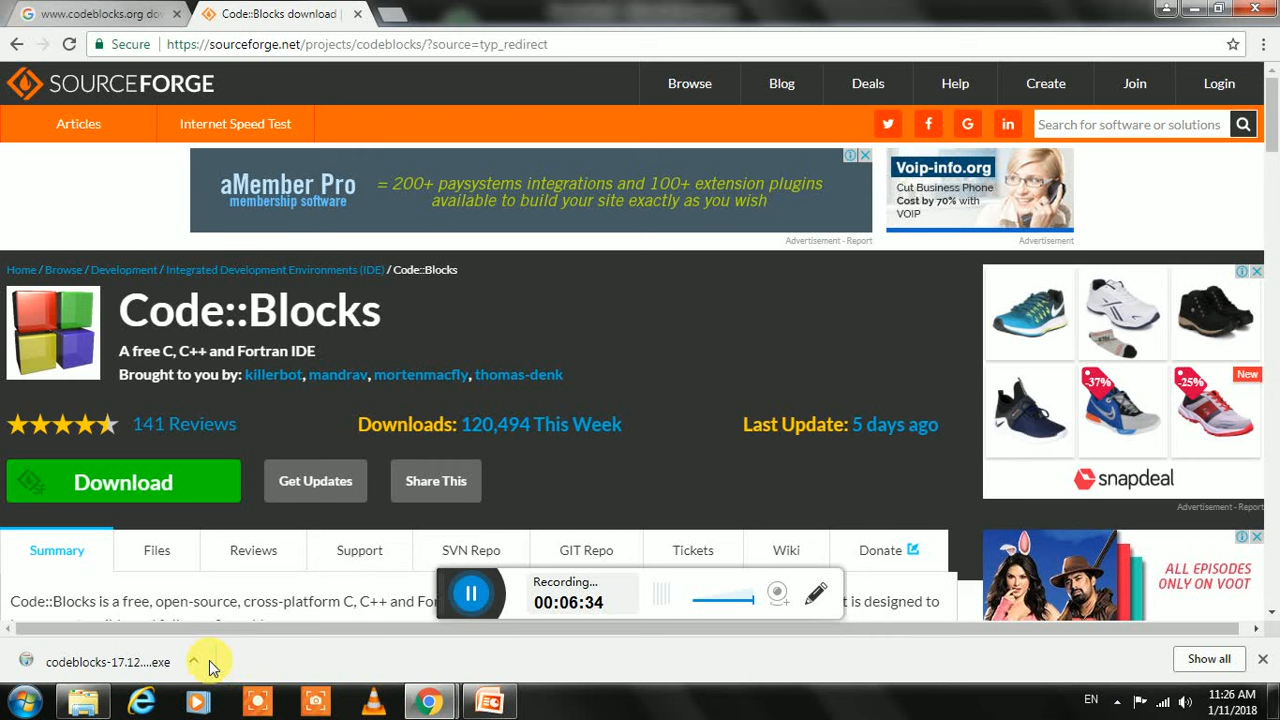 www.codeblocks.org dow
Code::Blocks download |
Secure
https://sourceforge.net/projects/codeblocks/?source=typ_redirect
SOURCEFORGE
Browse
Blog
Deals
Help
Create
Join
Login
Articles
Internet Speed Test
Search for software or solutions
aMember Pro
membership software
= 200+ paysystems integrations and 100+ extension plugins
available to build your site exactly as you wish
Advertisement - Report
Voip-info.org
Cut Business Phone
Cost by 70% with
VOIP
Advertisement
Home / Browse / Development / Integrated Development Environments (IDE) / Code::Blocks
Code::Blocks
A free C, C++ and Fortran IDE
Brought to you by: killerbot, mandrav, mortenmacfly, thomas-denk
141 Reviews
Downloads: 120,494 This Week
Last Update: 5 days ago
Download
Get Updates
Share This
-37%
-25%
New
snapdeal
Advertisement - Report
Summary
Files
Reviews
Support
SVN Repo
GIT Repo
Tickets
Wiki
Donate
ALL EPISODES
ONLY ON VOOT
Recording...
00:06:34
Code::Blocks is a free, open-source, cross-platform C, C++ and For
t is designed to
codeblocks-17.12....exe
Show all
EN
11:26 AM
1/11/2018